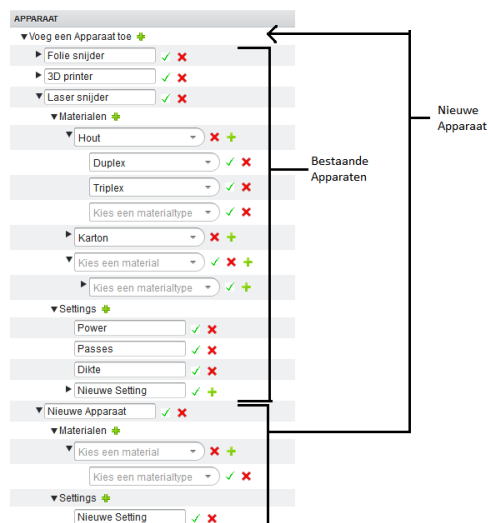 APPARAAT
Voeg een Apparaat toe
Folie snijder
3D printer
Laser snijder
Materialen
Hout
Duplex
Triplex
Kies een materialtype
Karton
Kies een material
Kies een materialtype
Settings
Power
Passes
Dikte
Nieuwe Setting
Nieuwe Apparaat
Materialen
Kies een material
Kies een materialtype
Settings
Nieuwe Setting
Bestaande
Apparaten
Nieuwe
Apparaat